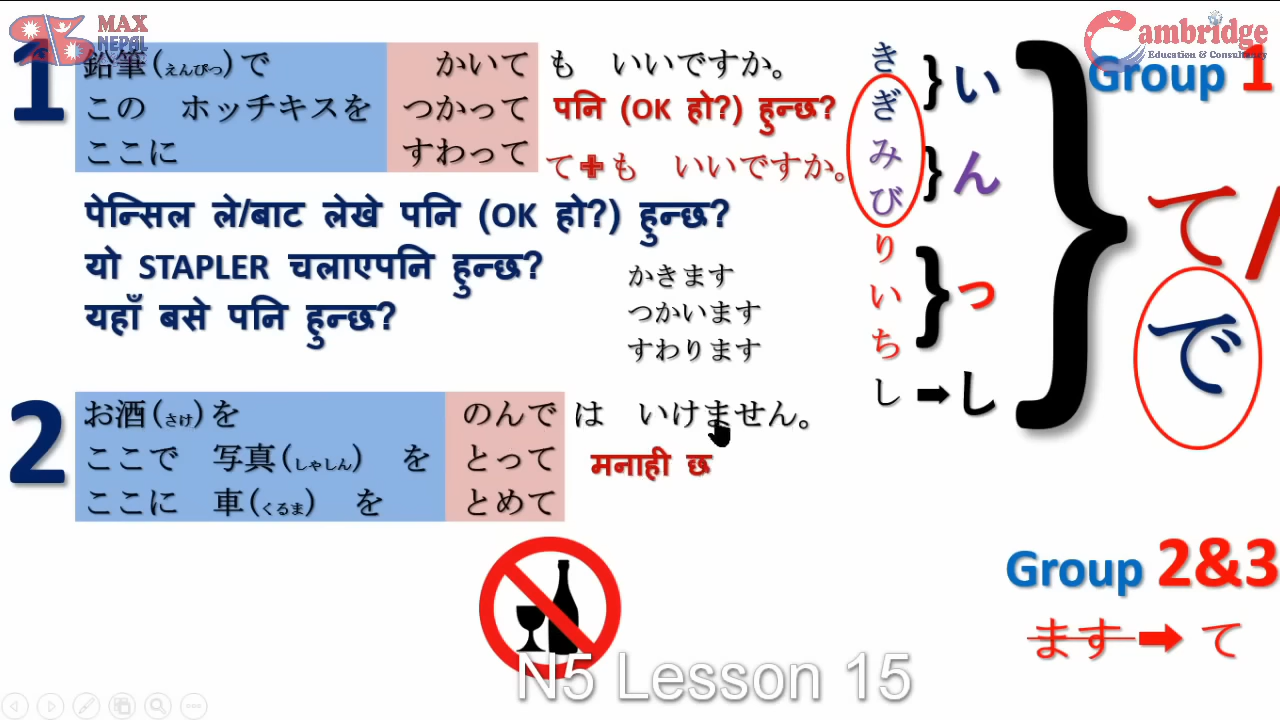 MAX
NEPAL
Cambridge
Education & Consultancy
1
鉛筆(えんぴつ)で かいて も いいですか。
この ホッチキスを つかって पनि (OK हो?) हुन्छ?
ここに すわって て+も いいですか。
पेन्सिल ले/बाट लेखे पनि (OK हो?) हुन्छ?
यो STAPLER चलाएपनि हुन्छ?
यहाँ बसे पनि हुन्छ?
かきます
つかいます
すわります
Group 1
き
ぎ } い
み
び } ん
り
い } っ
ち
し ➡ し
} て/
で
2
お酒(さけ)を のんで は いけません。
ここで 写真(しゃしん) を とって मनाही छ
ここに 車(くるま) を とめて
Group 2&3
ます ➡ て
N5 Lesson 15